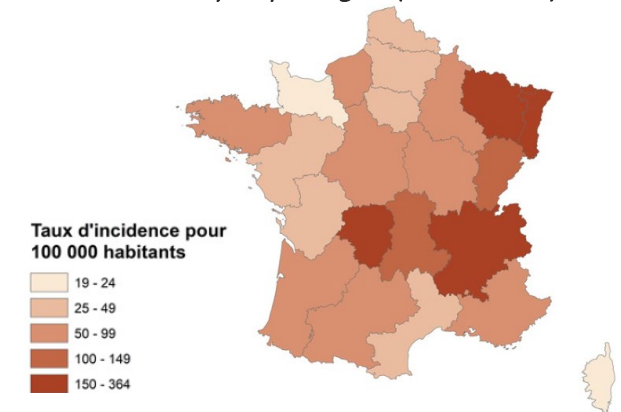 Taux d'incidence pour
100 000 habitants
19 - 24
25 - 49
50 - 99
100 - 149
150 - 364